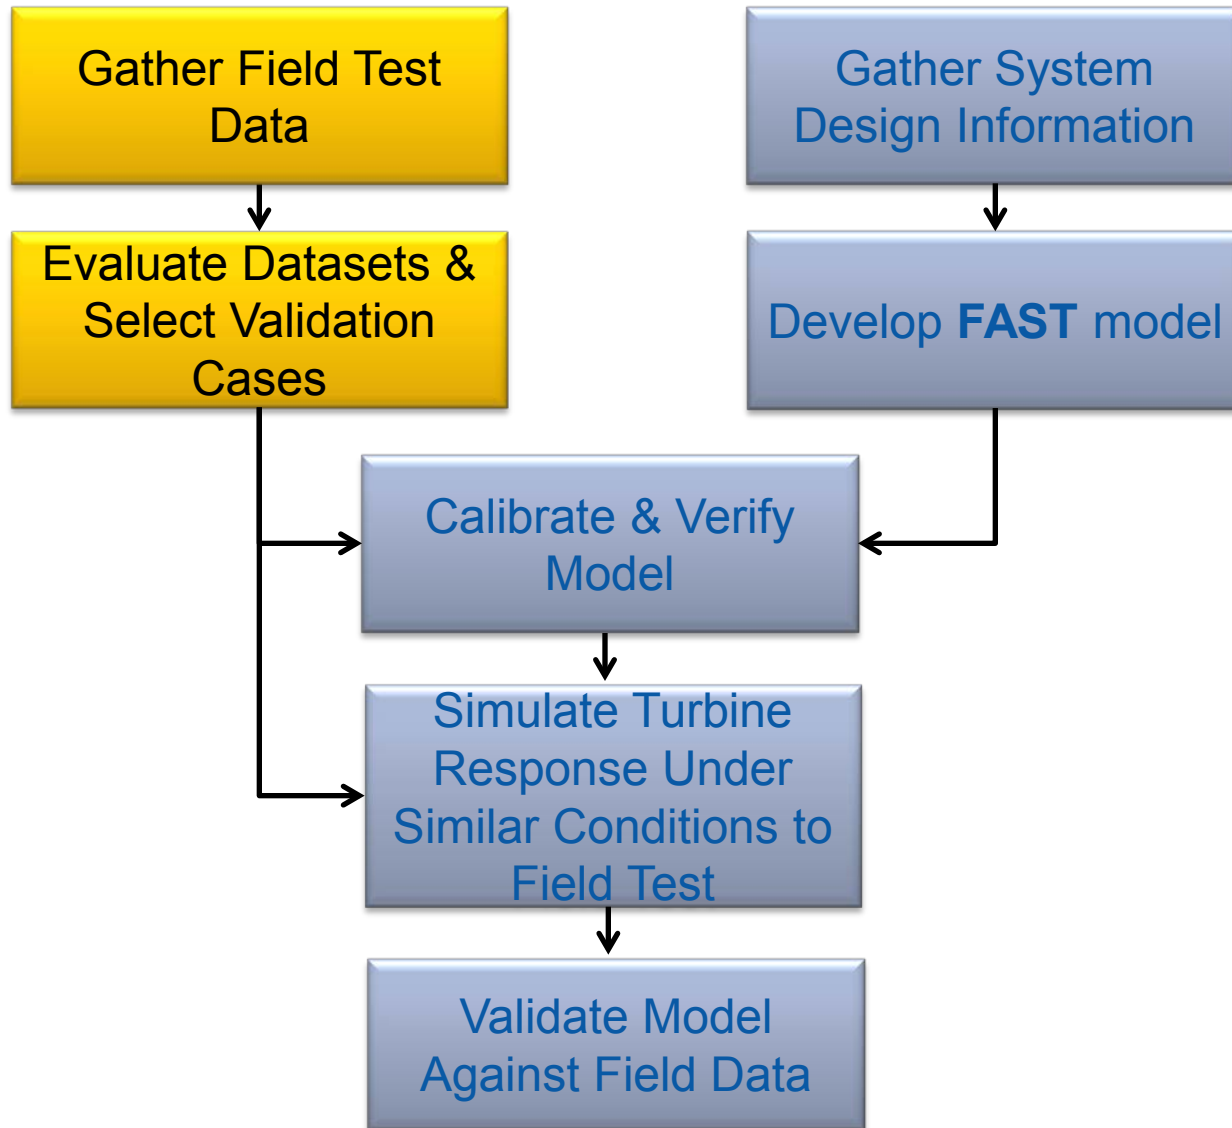 Gather Field Test
Data
Gather System
Design Information
Evaluate Datasets &
Select Validation
Cases
Develop FAST model
Calibrate & Verify
Model
Simulate Turbine
Response Under
Similar Conditions to
Field Test
Validate Model
Against Field Data